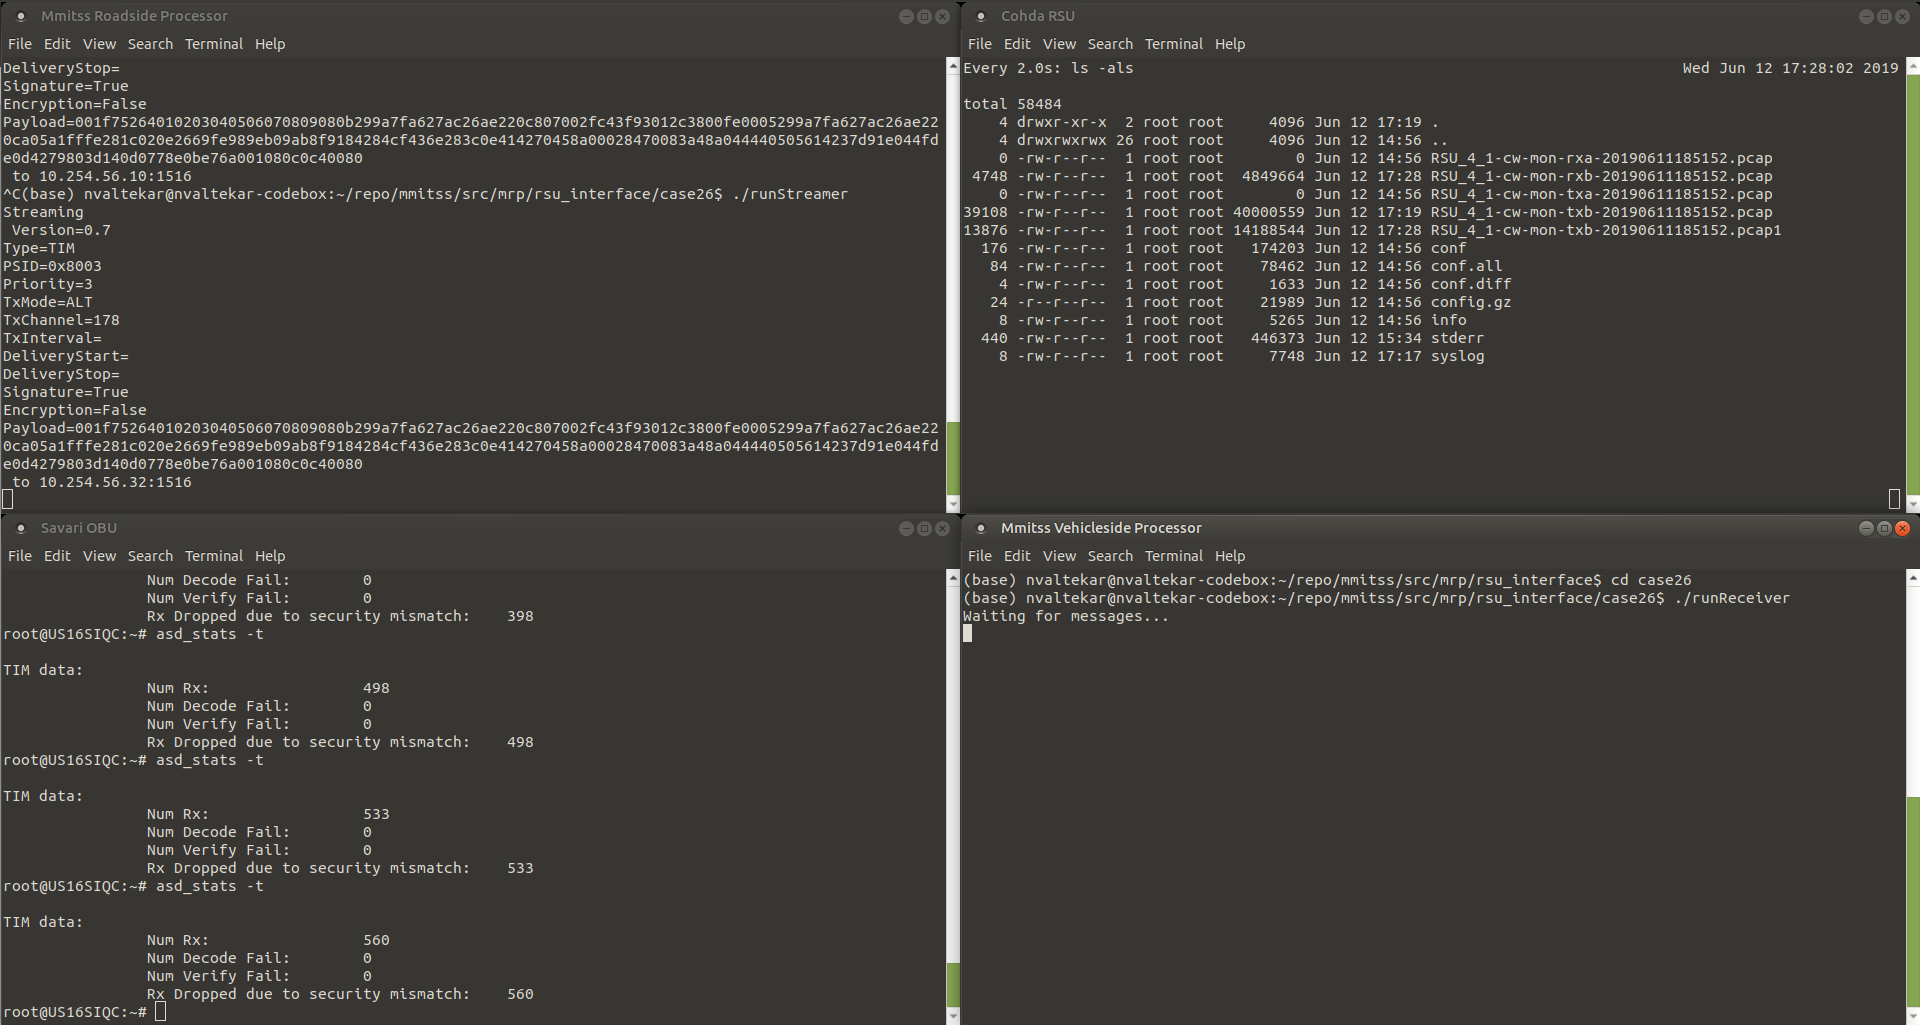 Mmitss Roadside Processor
File Edit View Search Terminal Help
DeliveryStop=
Signature=True
Encryption=False
Payload=001f7526401020304050607080908​0b299a7fa627ac26ae220c807002fc43f93012c3800fe0005299a7fa627ac26ae22
0ca05a1fffe281c020e2669fe989eb09ab8f9184284cf436e283c0e414270458a00028470083a48a044440505614237d91e044fd
e0d4279803d140d0778e0be76a001080c0c40080
 to 10.254.56.10:1516
^C(base) nvaltekar@nvaltekar-codebox:~/repo/mmitss/src/mrp/rsu_interface/case26$ ./runStreamer
Streaming
 Version=0.7
Type=TIM
PSID=0x8003
Priority=3
TxMode=ALT
TxChannel=178
TxInterval=
DeliveryStart=
DeliveryStop=
Signature=True
Encryption=False
Payload=001f75264010203040506070809080b299a7fa627ac26ae220c807002fc43f93012c3800fe0005299a7fa627ac26ae22
0ca05a1fffe281c020e2669fe989eb09ab8f9184284cf436e283c0e414270458a00028470083a48a044440505614237d91e044fd
e0d4279803d140d0778e0be76a001080c0c40080
 to 10.254.56.32:1516
Cohda RSU
File Edit View Search Terminal Help
Every 2.0s: ls -als Wed Jun 12 17:28:02 2019
total 58484
4 drwxr-xr-x 2 root root 4096 Jun 12 17:19 .
4 drwxrwxrwx 26 root root 4096 Jun 12 14:56 ..
0 -rw-r--r-- 1 root root 0 Jun 12 14:56 RSU_4_1-cw-mon-rxa-20190611185152.pcap
4748 -rw-r--r-- 1 root root 4849664 Jun 12 17:28 RSU_4_1-cw-mon-rxb-20190611185152.pcap
0 -rw-r--r-- 1 root root 0 Jun 12 14:56 RSU_4_1-cw-mon-txa-20190611185152.pcap
39108 -rw-r--r-- 1 root root 40000559 Jun 12 17:19 RSU_4_1-cw-mon-txb-20190611185152.pcap
13876 -rw-r--r-- 1 root root 14188544 Jun 12 17:28 RSU_4_1-cw-mon-txb-20190611185152.pcap1
176 -rw-r--r-- 1 root root 174203 Jun 12 14:56 conf
84 -rw-r--r-- 1 root root 78462 Jun 12 14:56 conf.all
4 -rw-r--r-- 1 root root 1633 Jun 12 14:56 conf.diff
24 -r--r--r-- 1 root root 21989 Jun 12 14:56 config.gz
8 -rw-r--r-- 1 root root 5265 Jun 12 14:56 info
440 -rw-r--r-- 1 root root 446373 Jun 12 15:34 stderr
8 -rw-r--r-- 1 root root 7748 Jun 12 17:17 syslog
Savari OBU
File Edit View Search Terminal Help
Num Decode Fail: 0
Num Verify Fail: 0
Rx Dropped due to security mismatch: 398
root@US16SIQC:~# asd_stats -t
TIM data:
Num Rx: 498
Num Decode Fail: 0
Num Verify Fail: 0
Rx Dropped due to security mismatch: 498
root@US16SIQC:~# asd_stats -t
TIM data:
Num Rx: 533
Num Decode Fail: 0
Num Verify Fail: 0
Rx Dropped due to security mismatch: 533
root@US16SIQC:~# asd_stats -t
TIM data:
Num Rx: 560
Num Decode Fail: 0
Num Verify Fail: 0
Rx Dropped due to security mismatch: 560
root@US16SIQC:~#
Mmitss Vehicleside Processor
File Edit View Search Terminal Help
(base) nvaltekar@nvaltekar-codebox:~/repo/mmitss/src/mrp/rsu_interface$ cd case26
(base) nvaltekar@nvaltekar-codebox:~/repo/mmitss/src/mrp/rsu_interface/case26$ ./runReceiver
Waiting for messages...